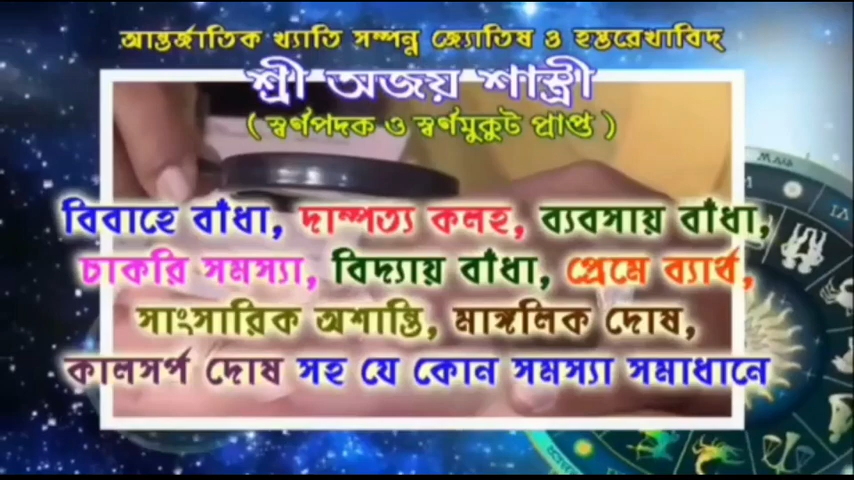 আন্তর্জাতিক খ্যাতি সম্পন্ন জ্যোতিষ ও হস্তরেখাবিদ্
শ্রী অজয় শাস্ত্রী
( স্বর্ণপদক ও স্বর্ণমুকুট প্রাপ্ত )
বিবাহে বাঁধা, দাম্পত্য কলহ, ব্যবসায় বাঁধা,
চাকরি সমস্যা, বিদ্যায় বাঁধা, প্রেমে ব্যার্থ,
সাংসারিক অশান্তি, মাঙ্গলিক দোষ,
কালসর্প দোষ সহ যে কোন সমস্যা সমাধানে